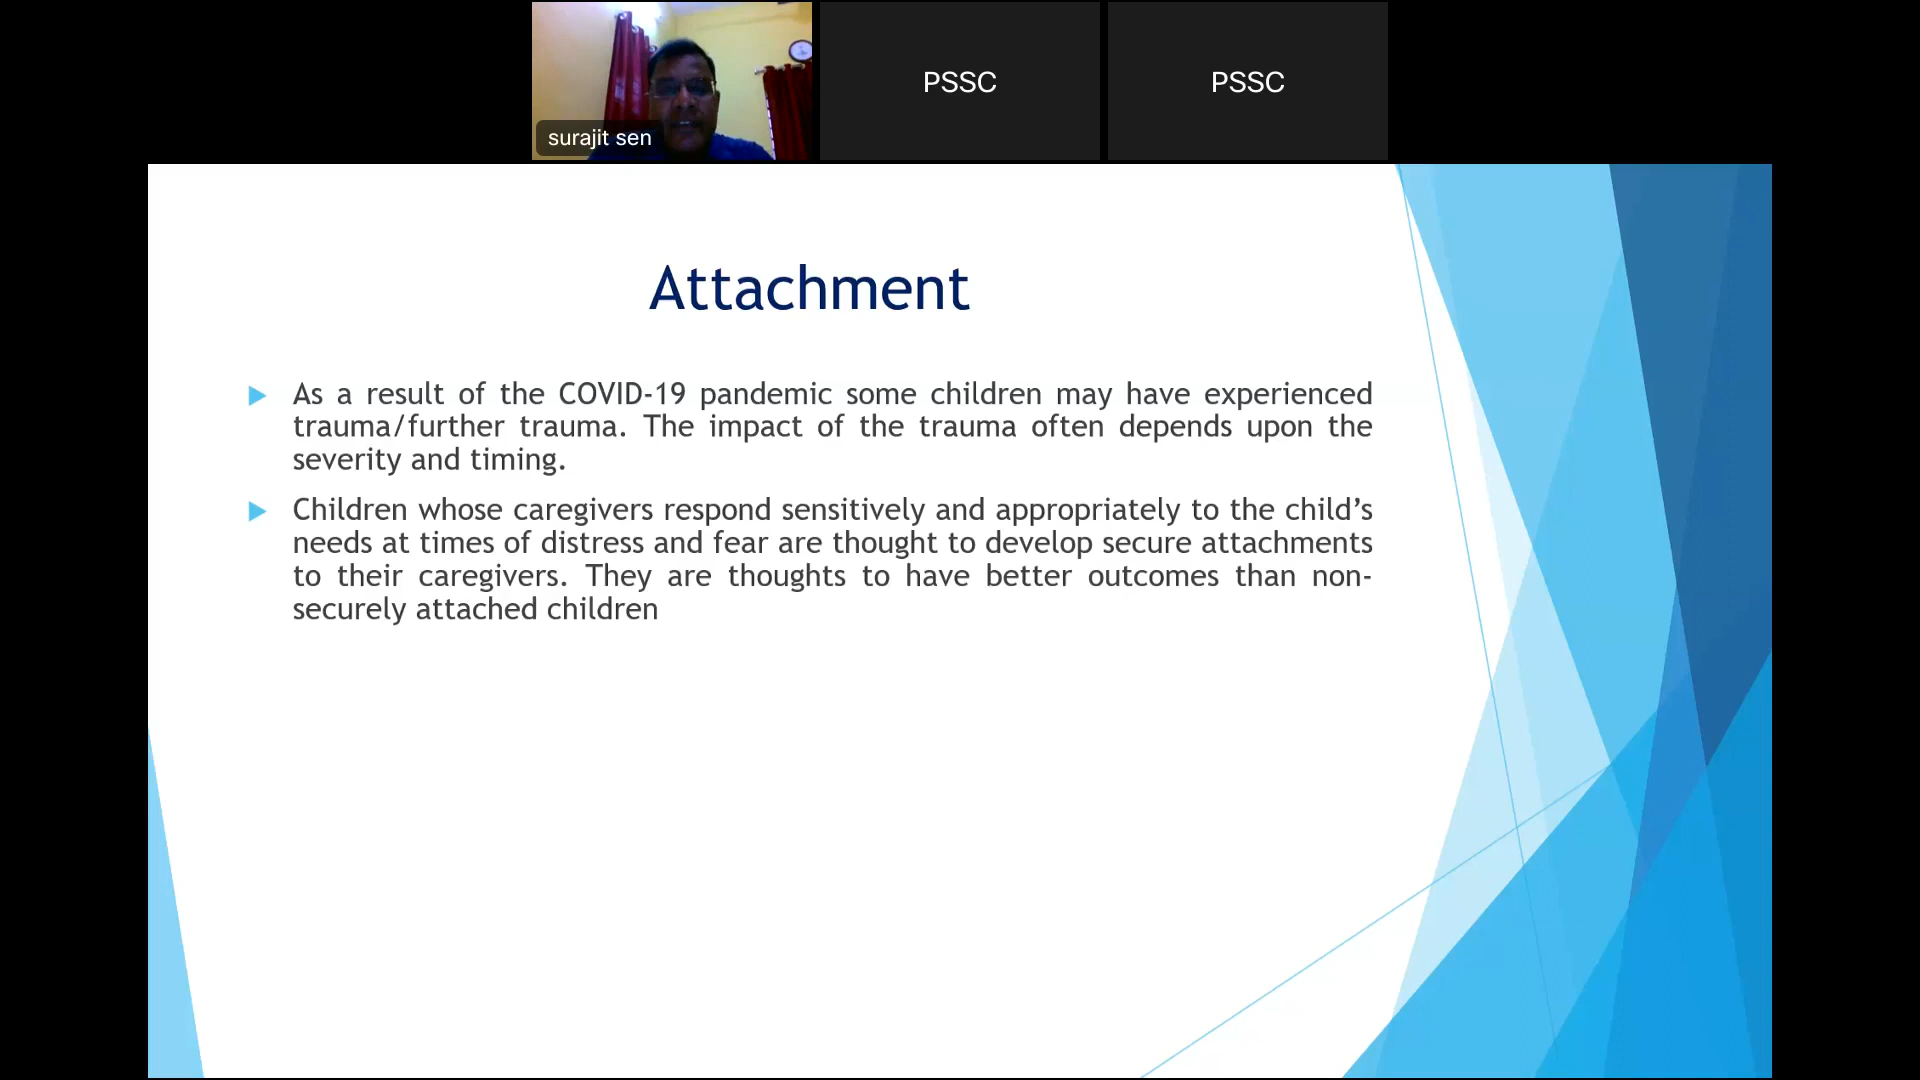 surajit sen
PSSC
PSSC
Attachment
As a result of the COVID-19 pandemic some children may have experienced
trauma/further trauma. The impact of the trauma often depends upon the
severity and timing.
Children whose caregivers respond sensitively and appropriately to the child’s
needs at times of distress and fear are thought to develop secure attachments
to their caregivers. They are thoughts to have better outcomes than non-
securely attached children